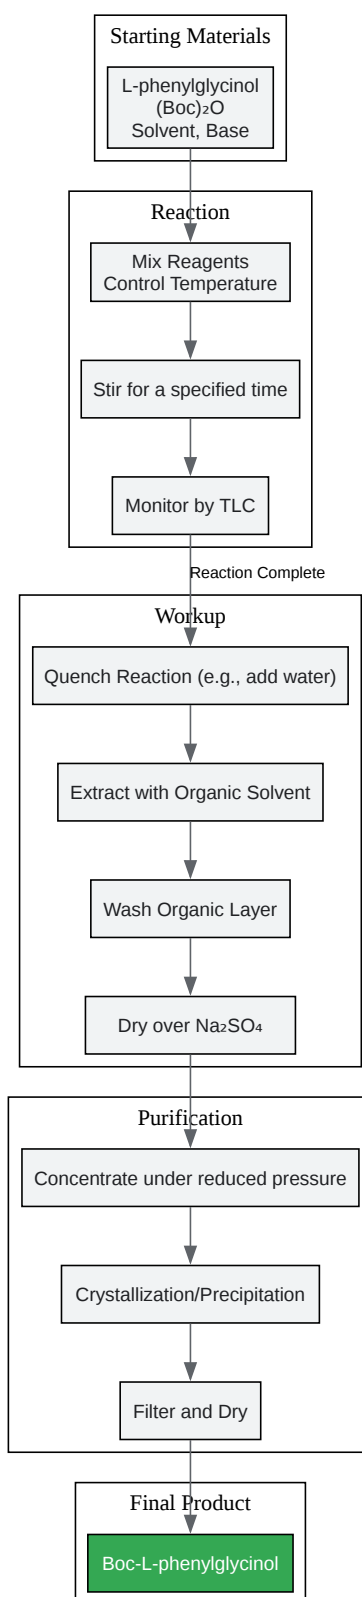 Starting Materials
L-phenylglycinol
(Boc)₂O
Solvent, Base
Reaction
Mix Reagents
Control Temperature
Stir for a specified time
Monitor by TLC
Reaction Complete
Workup
Quench Reaction (e.g., add water)
Extract with Organic Solvent
Wash Organic Layer
Dry over Na₂SO₄
Purification
Concentrate under reduced pressure
Crystallization/Precipitation
Filter and Dry
Final Product
Boc-L-phenylglycinol